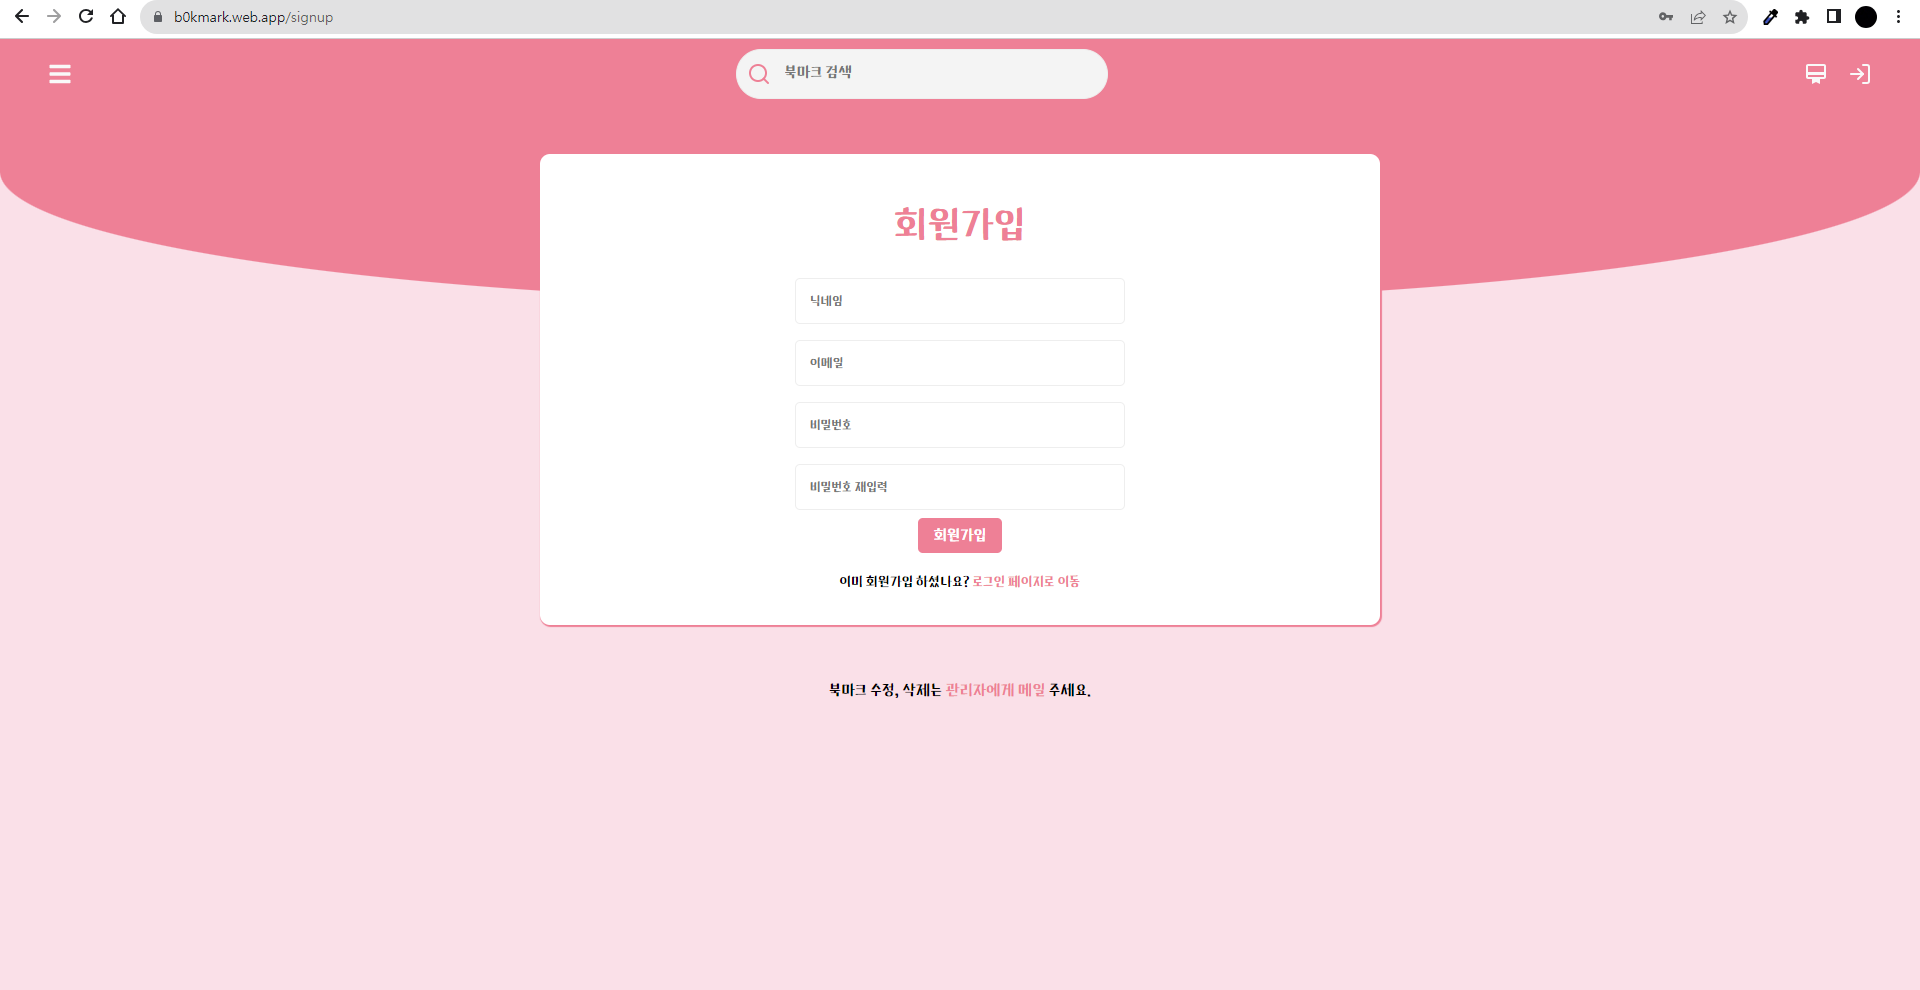 b0kmark.web.app/signup
북마크 검색
회원가입
닉네임
이메일
비밀번호
비밀번호 재입력
회원가입
이미 회원가입 하셨나요? 로그인 페이지로 이동
북마크 수정, 삭제는 관리자에게 메일 주세요.